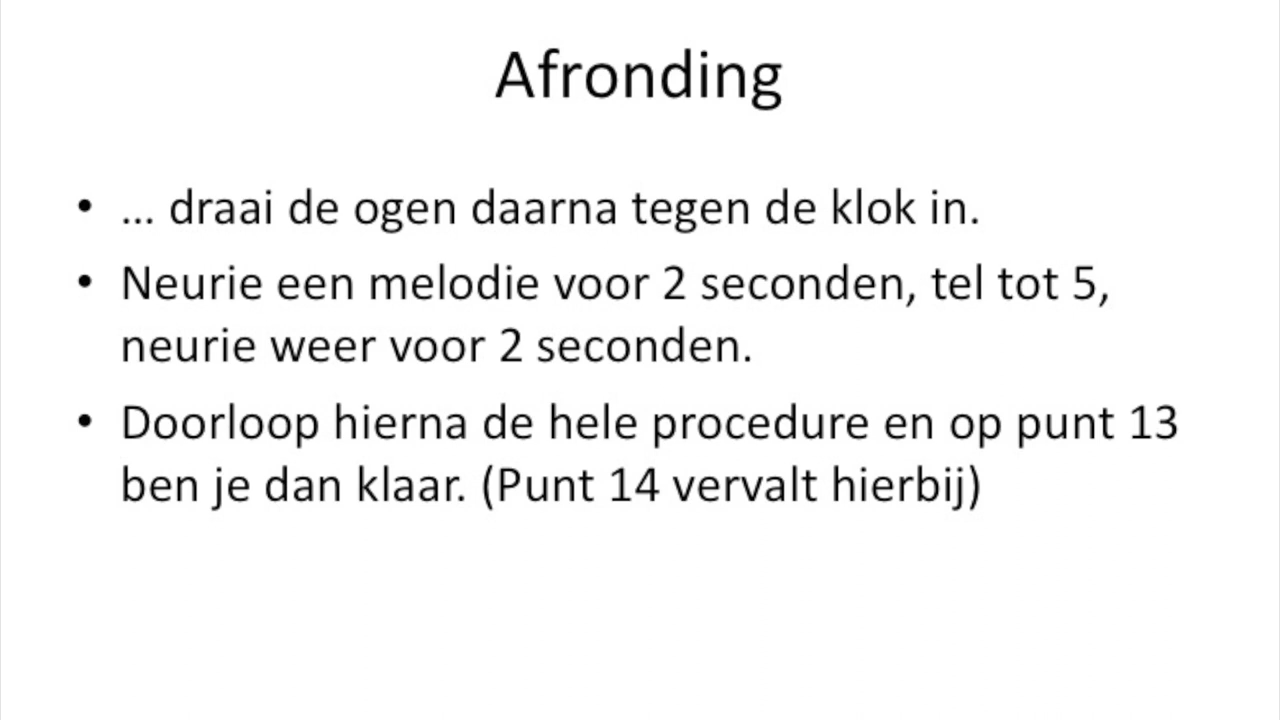 Afronding
• ... draai de ogen daarna tegen de klok in.
• Neurie een melodie voor 2 seconden, tel tot 5,
neurie weer voor 2 seconden.
• Doorloop hierna de hele procedure en op punt 13
ben je dan klaar. (Punt 14 vervalt hierbij)